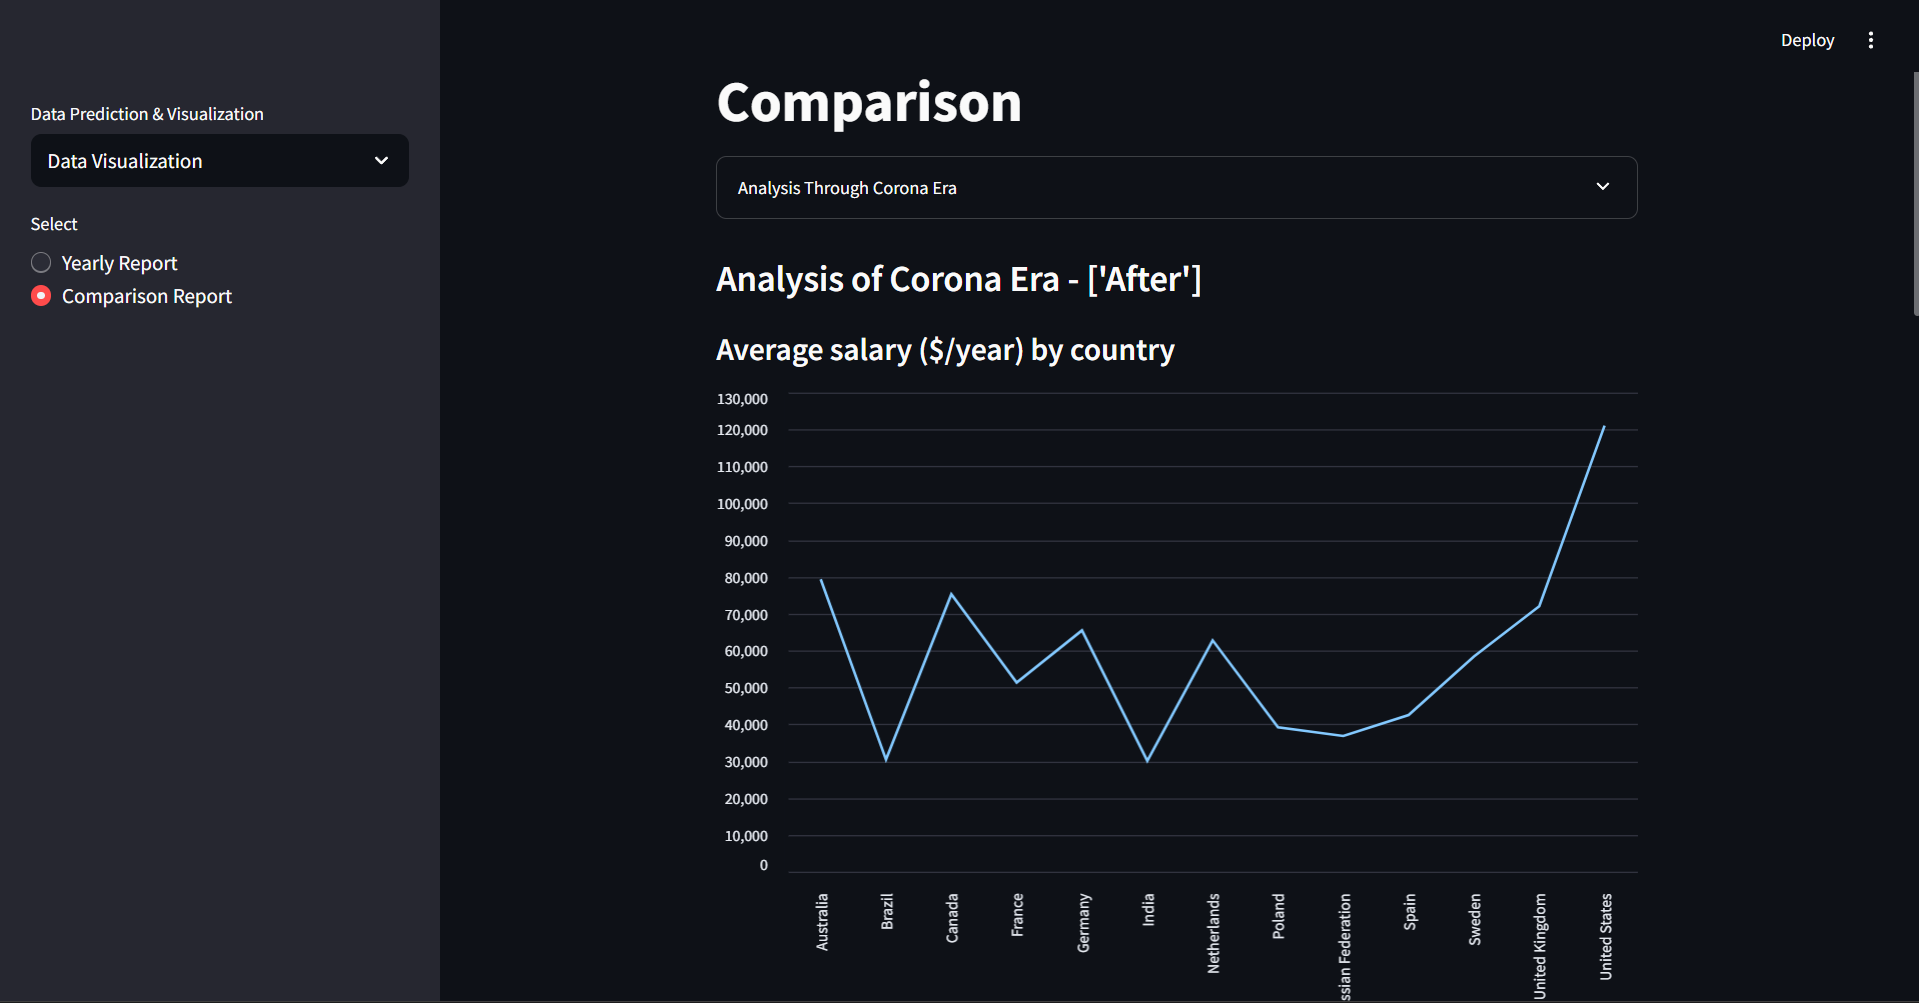 Deploy
Data Prediction & Visualization
Data Visualization
Select
Yearly Report
Comparison Report
Comparison
Analysis Through Corona Era
Analysis of Corona Era - ['After']
Average salary ($/year) by country
130,000
120,000
110,000
100,000
90,000
80,000
70,000
60,000
50,000
40,000
30,000
20,000
10,000
0
Australia
Brazil
Canada
France
Germany
India
Netherlands
Poland
ssian Federation
Spain
Sweden
United Kingdom
United States